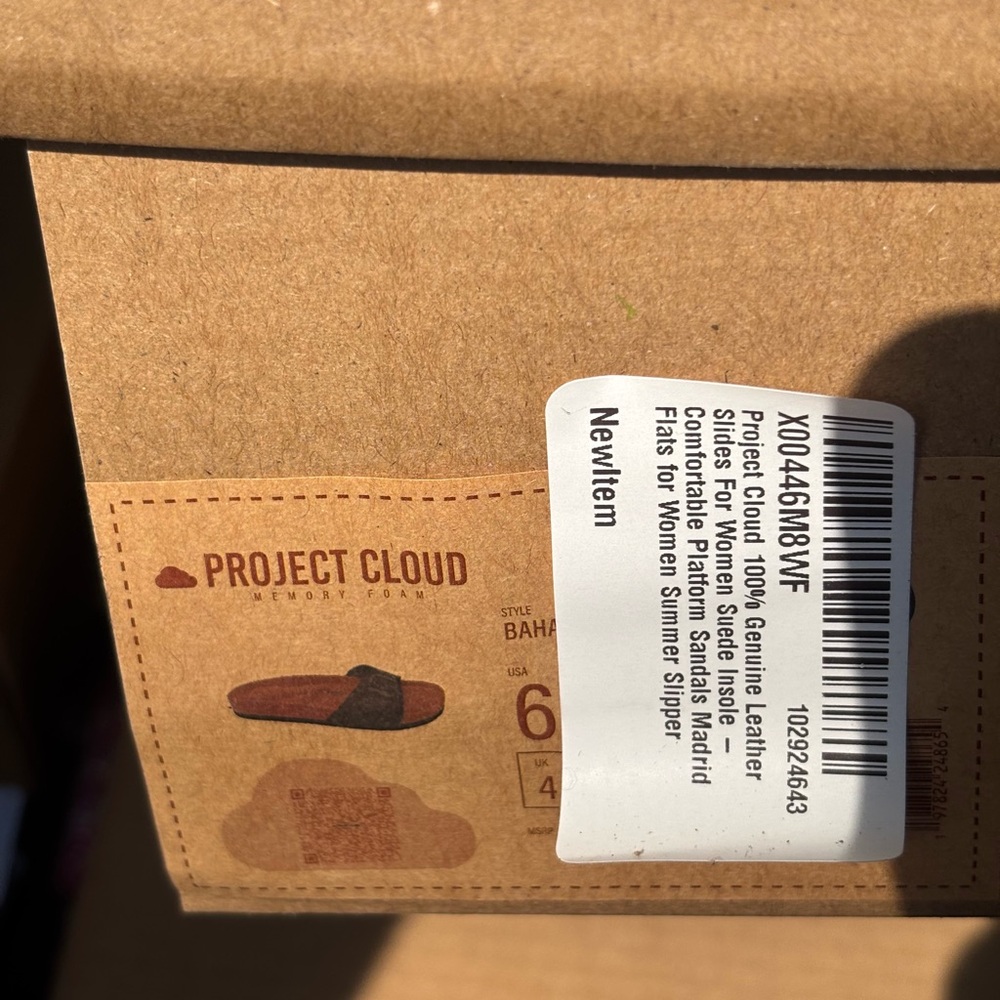 PROJECT CLOUD
MEMORY FOAM
STYLE
BAHA
USA
6
UK
4
MSRP
X00446M8WF 102924643
Project Cloud 100% Genuine Leather
Slides For Women Suede Insole –
Comfortable Platform Sandals Madrid
Flats for Women Summer Slipper
NewItem